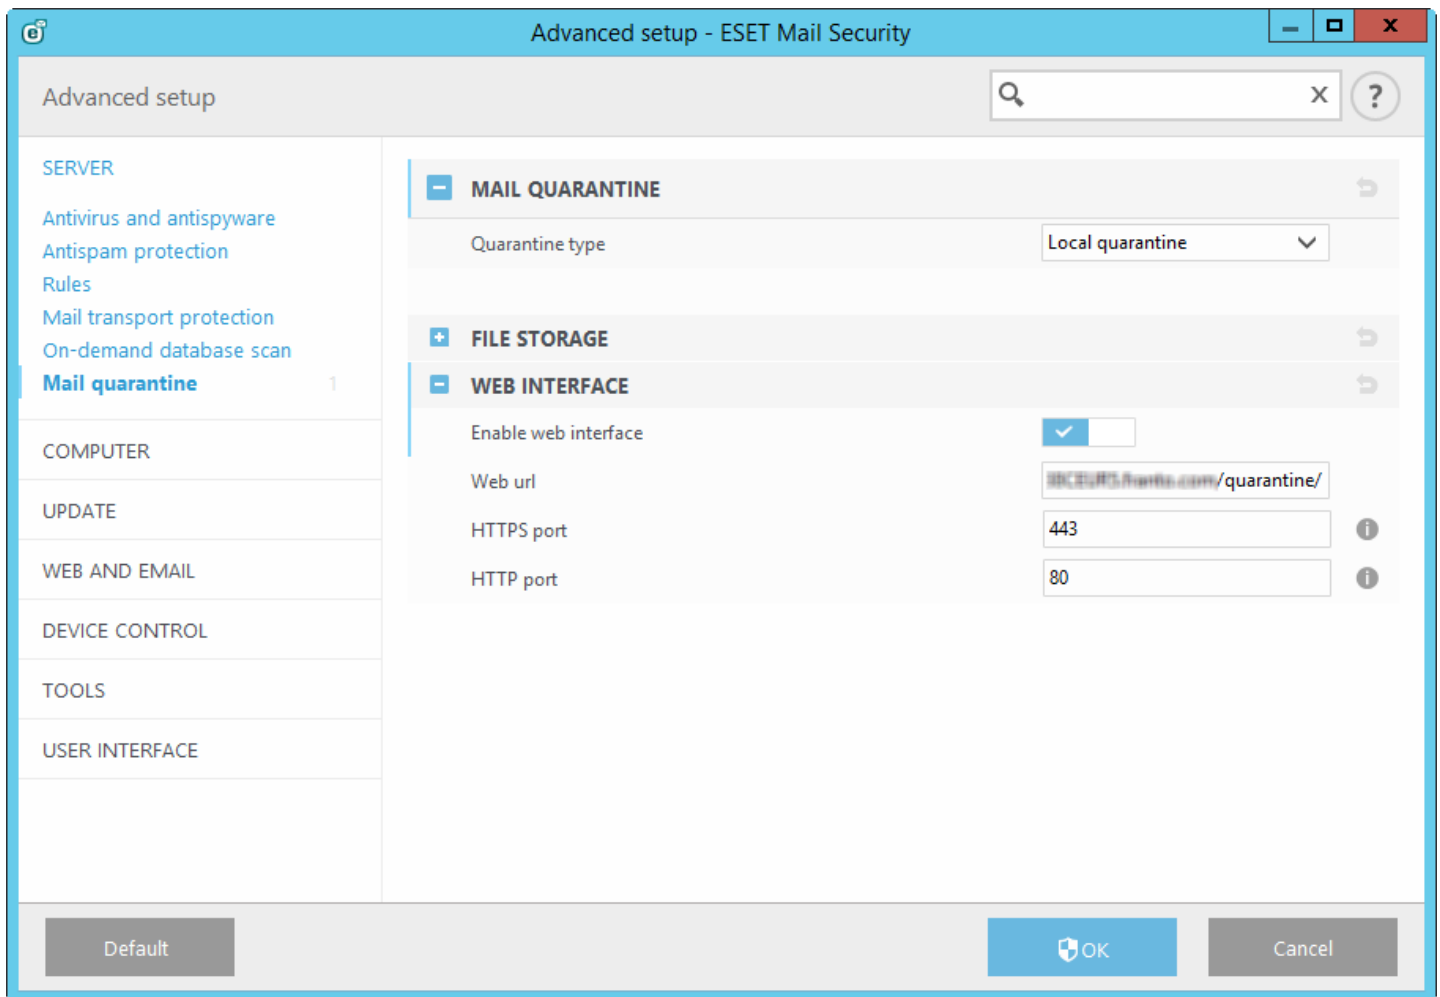 Advanced setup - ESET Mail Security
Advanced setup
SERVER
Antivirus and antispyware
Antispam protection
Rules
Mail transport protection
On-demand database scan
Mail quarantine 1
COMPUTER
UPDATE
WEB AND EMAIL
DEVICE CONTROL
TOOLS
USER INTERFACE
MAIL QUARANTINE
Quarantine type Local quarantine
FILE STORAGE
WEB INTERFACE
Enable web interface
Web url /quarantine/
HTTPS port 443
HTTP port 80
Default OK Cancel